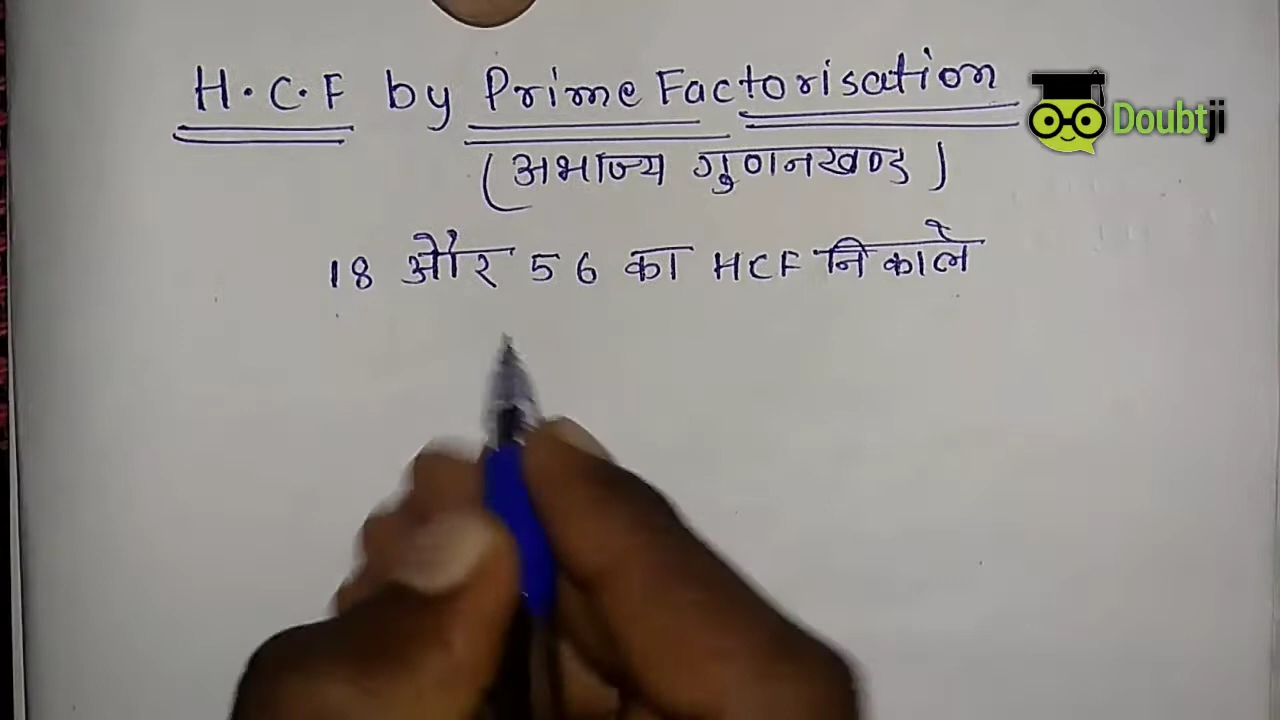 H.C.F by Prime Factorisation
Doubtji
(अभाज्य गुणनखण्ड)
18 और 56 का HCF निकाले